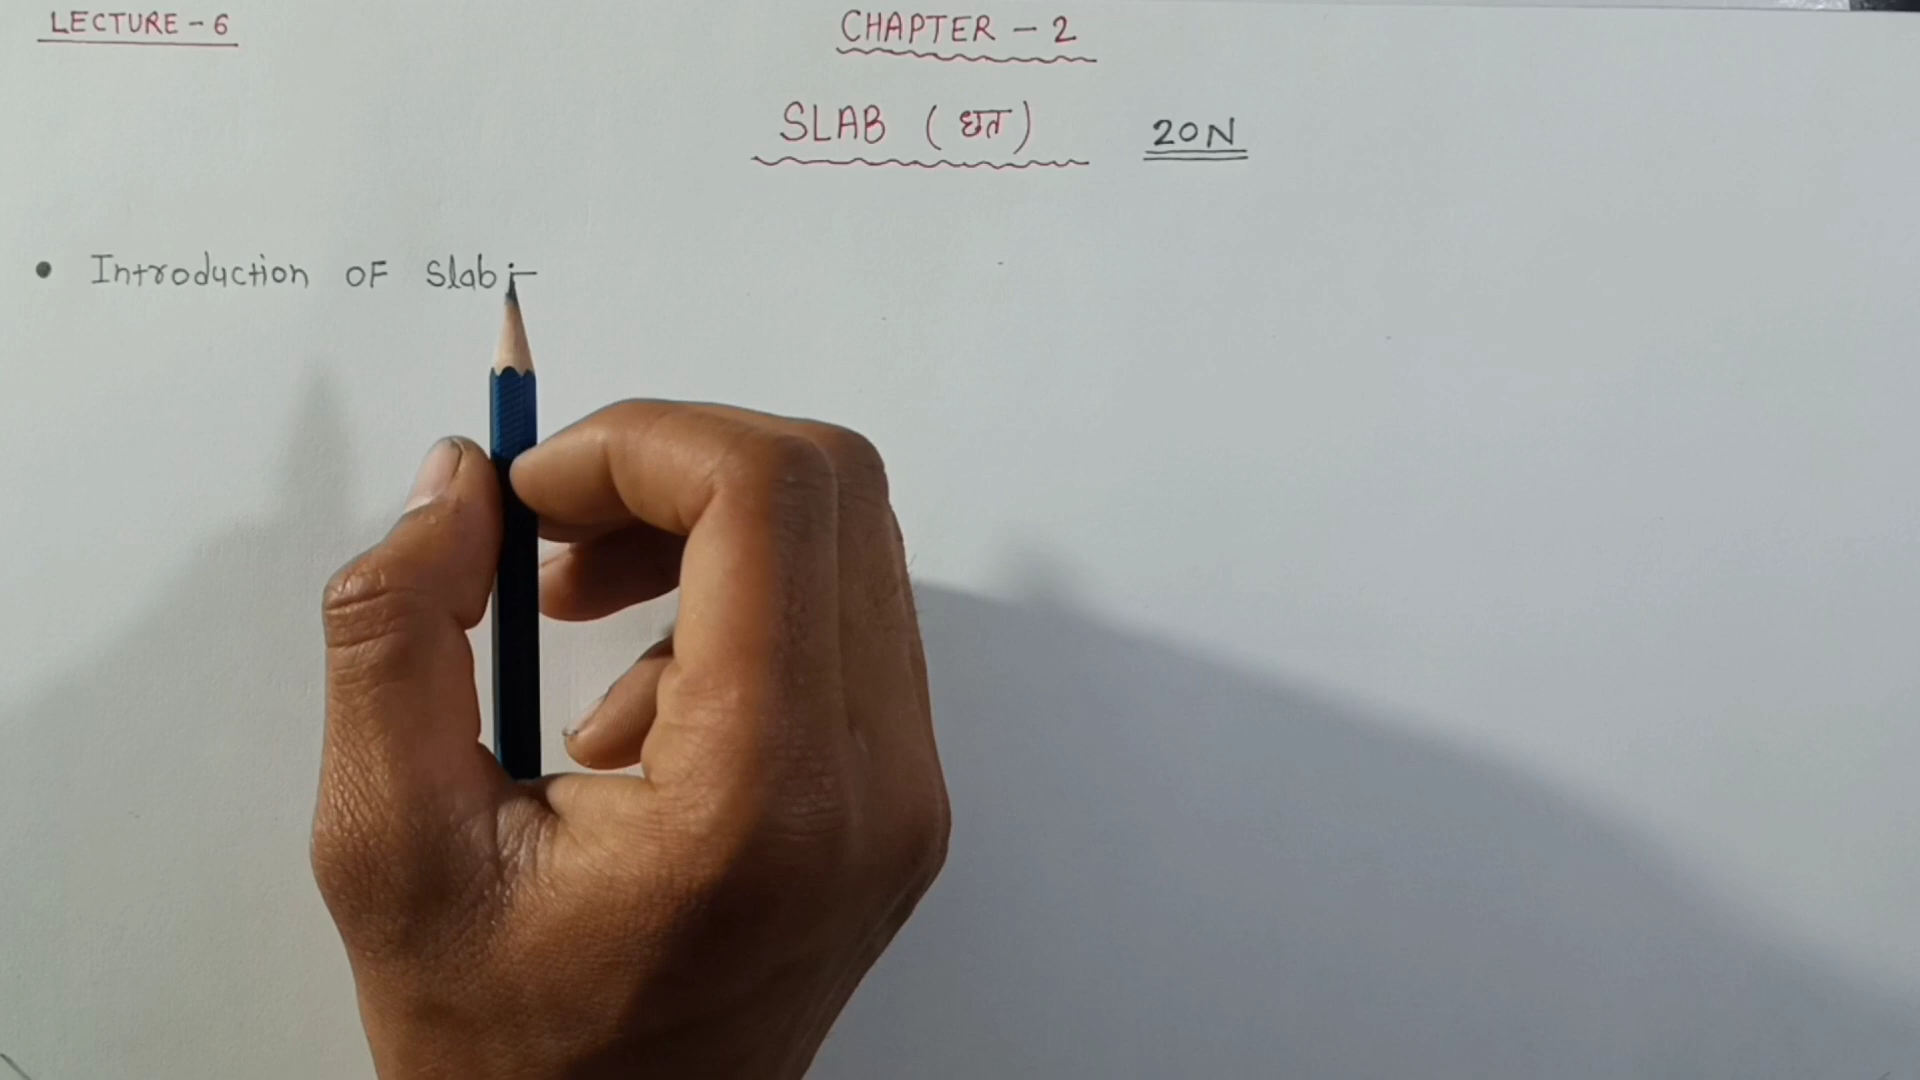 LECTURE - 6
CHAPTER - 2
SLAB (छत) 20N
• Introduction OF Slab:-